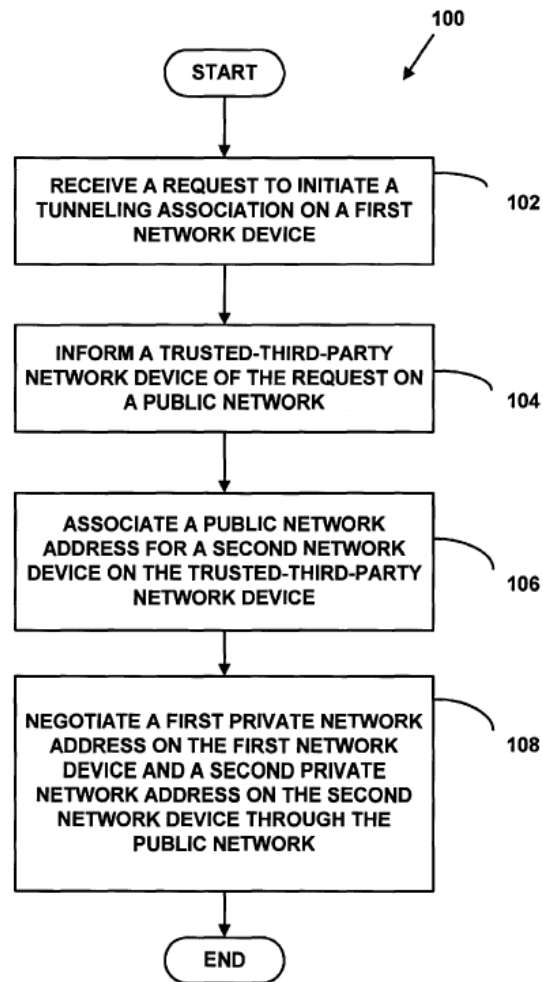 100
START
RECEIVE A REQUEST TO INITIATE A
TUNNELING ASSOCIATION ON A FIRST
NETWORK DEVICE
102
INFORM A TRUSTED-THIRD-PARTY
NETWORK DEVICE OF THE REQUEST ON
A PUBLIC NETWORK
104
ASSOCIATE A PUBLIC NETWORK
ADDRESS FOR A SECOND NETWORK
DEVICE ON THE TRUSTED-THIRD-PARTY
NETWORK DEVICE
106
NEGOTIATE A FIRST PRIVATE NETWORK
ADDRESS ON THE FIRST NETWORK
DEVICE AND A SECOND PRIVATE
NETWORK ADDRESS ON THE SECOND
NETWORK DEVICE THROUGH THE
PUBLIC NETWORK
108
END